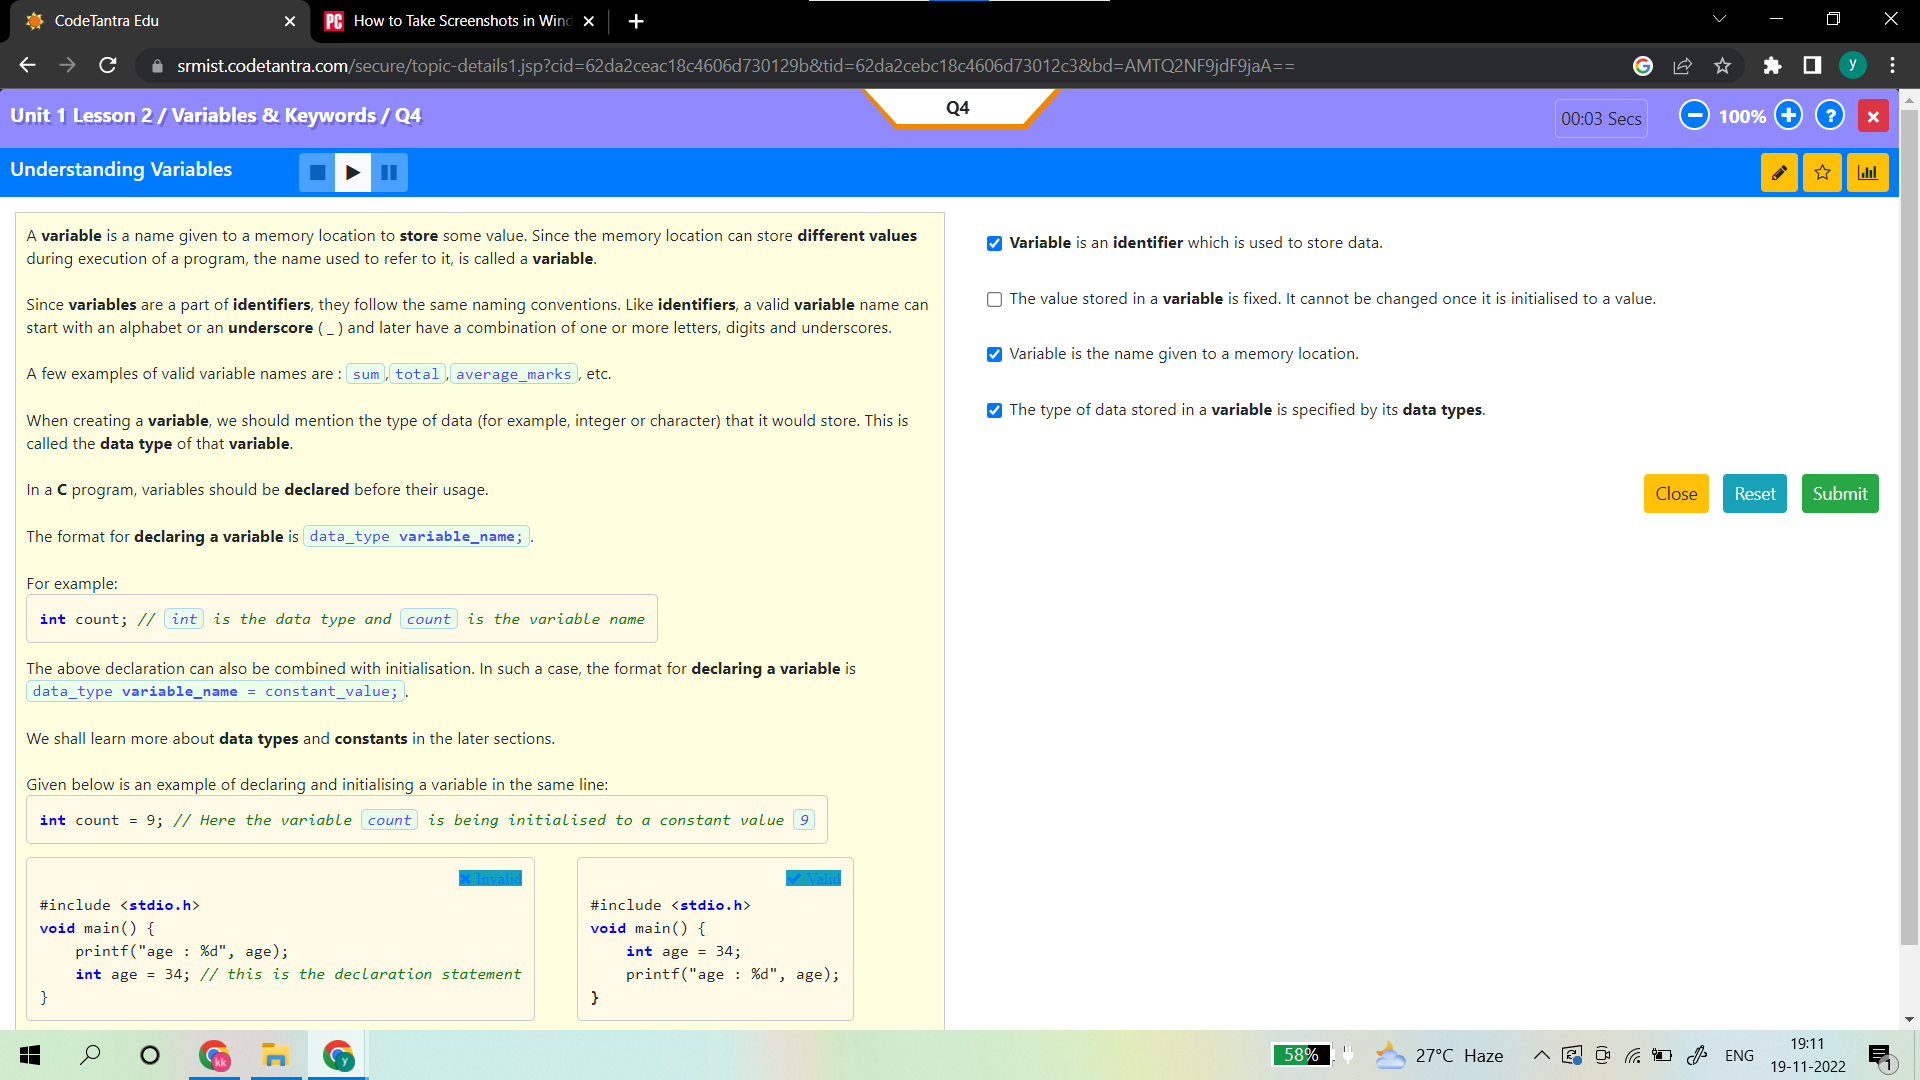 CodeTantra Edu
How to Take Screenshots in Wind
srmist.codetantra.com/secure/topic-details1.jsp?cid=62da2ceac18c4606d730129b&tid=62da2cebc18c4606d73012c3&bd=AMTQ2NF9jdF9jaA==
Unit 1 Lesson 2 / Variables & Keywords / Q4
Q4
00:03 Secs
100%
Understanding Variables
A variable is a name given to a memory location to store some value. Since the memory location can store different values
during execution of a program, the name used to refer to it, is called a variable.
Since variables are a part of identifiers, they follow the same naming conventions. Like identifiers, a valid variable name can
start with an alphabet or an underscore ( _ ) and later have a combination of one or more letters, digits and underscores.
A few examples of valid variable names are : sum, total, average_marks, etc.
When creating a variable, we should mention the type of data (for example, integer or character) that it would store. This is
called the data type of that variable.
In a C program, variables should be declared before their usage.
The format for declaring a variable is data_type variable_name;.
For example:
int count; // int is the data type and count is the variable name
The above declaration can also be combined with initialisation. In such a case, the format for declaring a variable is
data_type variable_name = constant_value;.
We shall learn more about data types and constants in the later sections.
Given below is an example of declaring and initialising a variable in the same line:
int count = 9; // Here the variable count is being initialised to a constant value 9
Invalid
#include <stdio.h>
void main() {
printf("age : %d", age);
int age = 34; // this is the declaration statement
}
Valid
#include <stdio.h>
void main() {
int age = 34;
printf("age : %d", age);
}
Variable is an identifier which is used to store data.
The value stored in a variable is fixed. It cannot be changed once it is initialised to a value.
Variable is the name given to a memory location.
The type of data stored in a variable is specified by its data types.
Close
Reset
Submit
kk
y
58%
27°C Haze
ENG
19:11
19-11-2022
1